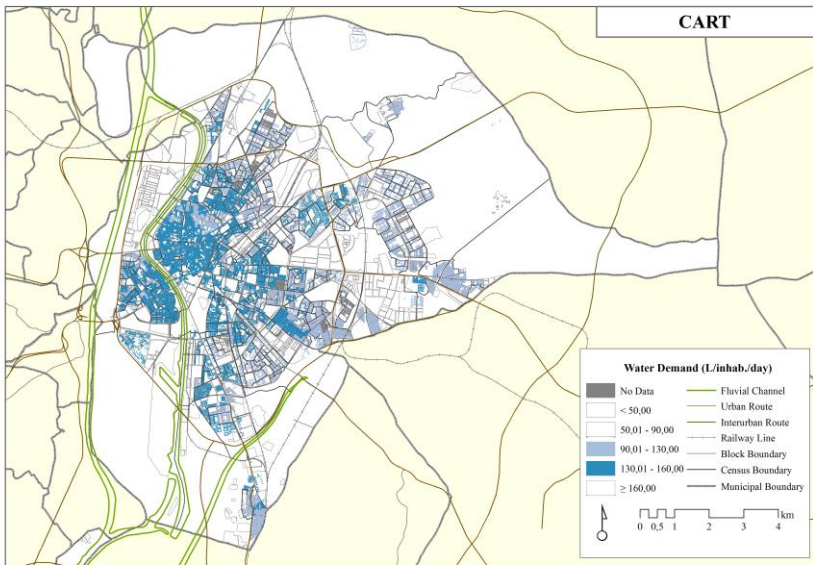 CART
Water Demand (L/inhab./day)
No Data
< 50,00
50,01 - 90,00
90,01 - 130,00
130,01 - 160,00
≥ 160,00
Fluvial Channel
Urban Route
Interurban Route
Railway Line
Block Boundary
Census Boundary
Municipal Boundary
km
0 0,5 1 2 3 4